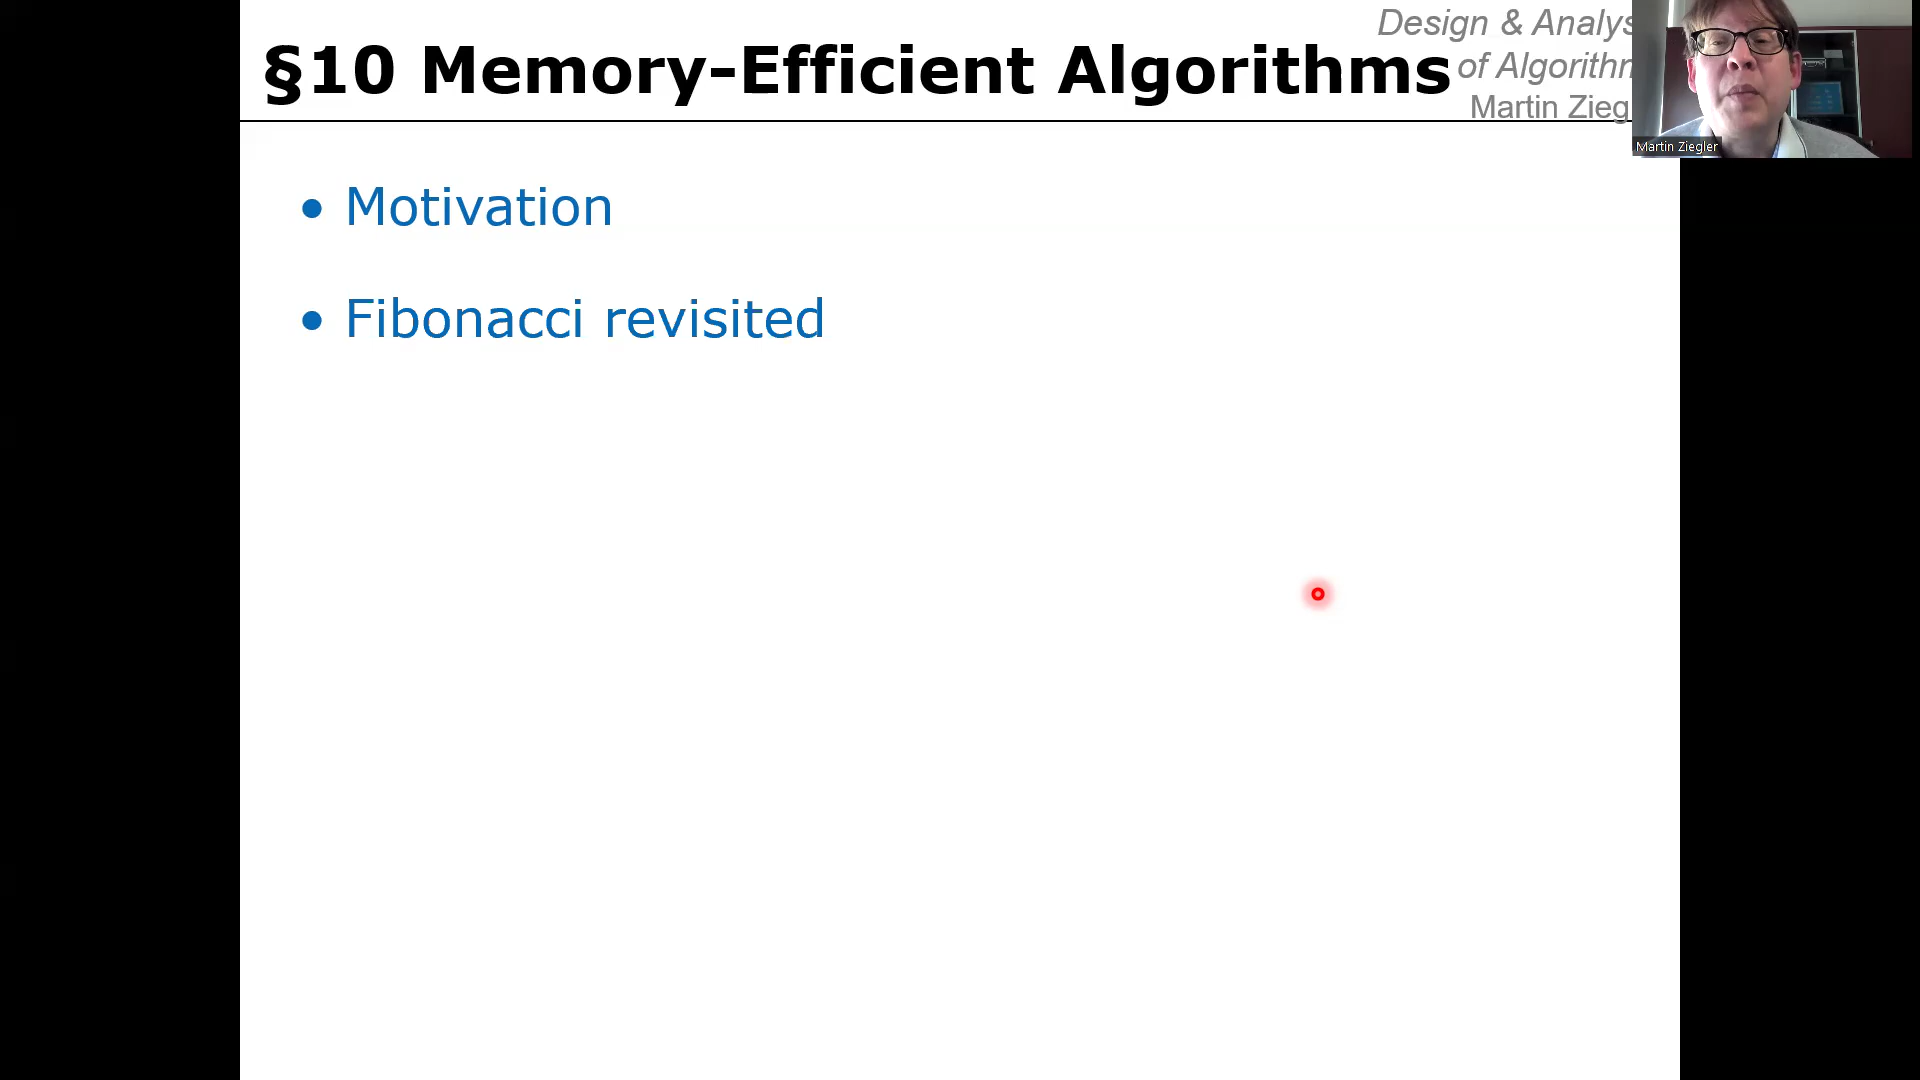 §10 Memory-Efficient Algorithms
Design & Analys
of Algorithm
Martin Zieg
Martin Ziegler
• Motivation
• Fibonacci revisited